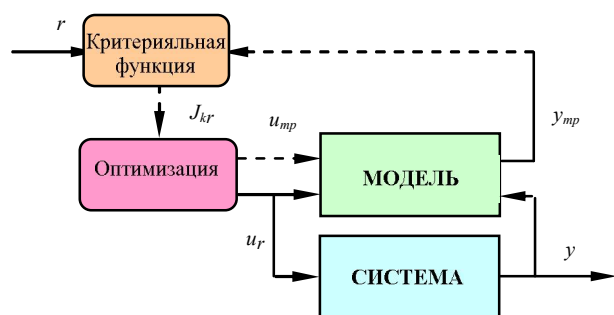 r
Критерияльная
функция
J_kr
u_mp
y_mp
Оптимизация
МОДЕЛЬ
u_r
СИСТЕМА
y